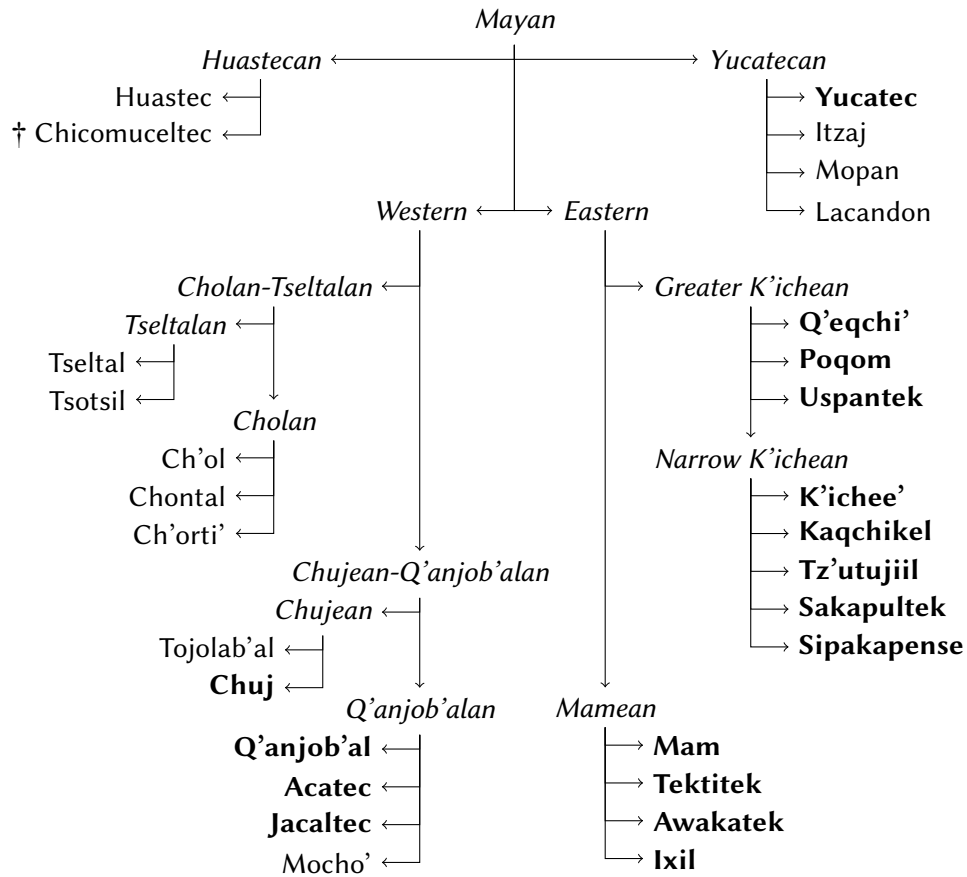 Mayan
Huastecan
Yucatecan
Huastec
† Chicomuceltec
Yucatec
Itzaj
Mopan
Lacandon
Western
Eastern
Cholan-Tseltalan
Tseltalan
Tseltal
Tsotsil
Cholan
Ch'ol
Chontal
Ch'orti'
Chujean-Q'anjob'alan
Chujean
Tojolab'al
Chuj
Q'anjob'alan
Q'anjob'al
Acatec
Jacaltec
Mocho'
Greater K'ichean
Q'eqchi'
Poqom
Uspantek
Narrow K'ichean
K'ichee'
Kaqchikel
Tz'utujiil
Sakapultek
Sipakapense
Mamean
Mam
Tektitek
Awakatek
Ixil